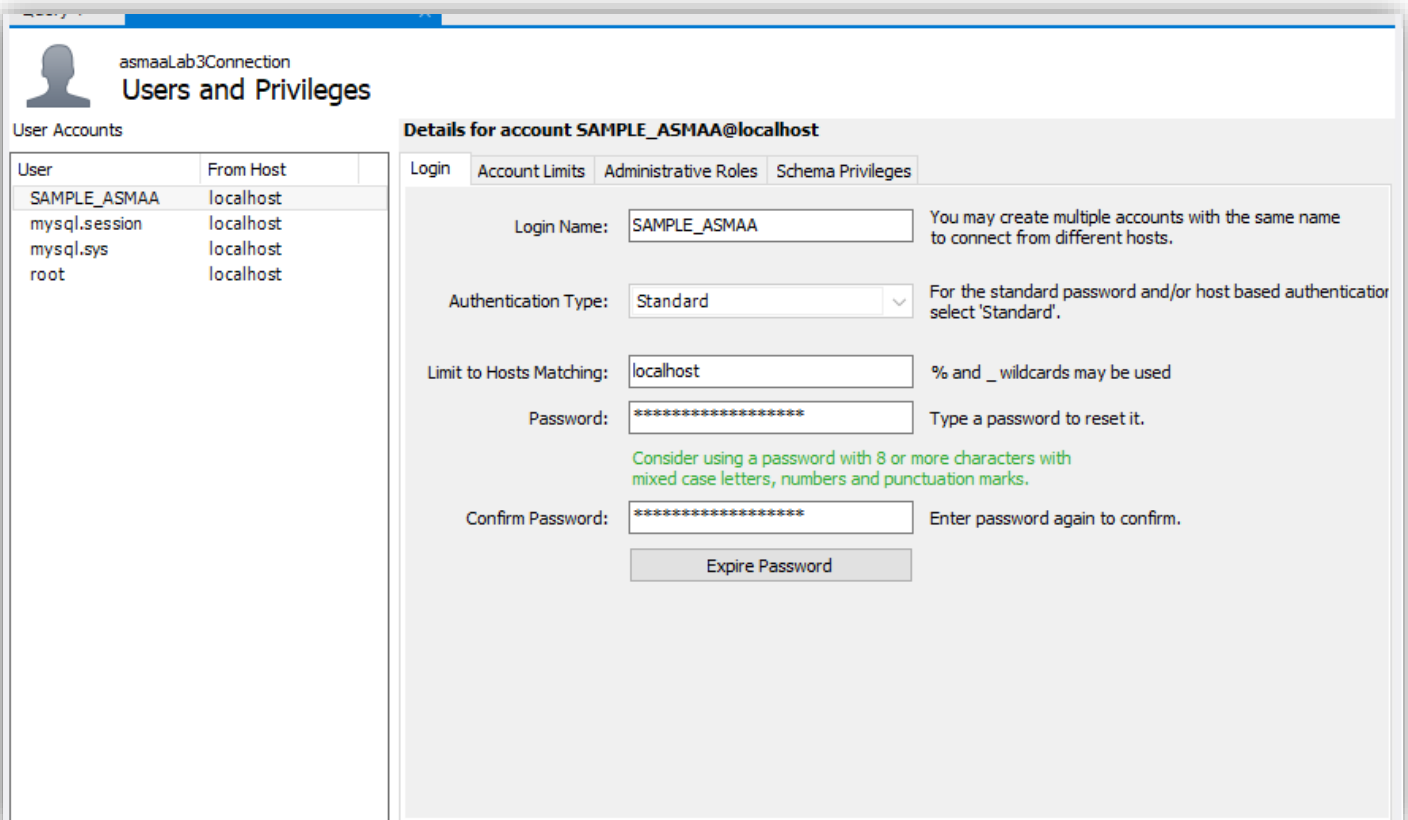 asmaaLab3Connection
Users and Privileges
User Accounts
User From Host
SAMPLE_ASMAA localhost
mysql.session localhost
mysql.sys localhost
root localhost
Details for account SAMPLE_ASMAA@localhost
Login Account Limits Administrative Roles Schema Privileges
Login Name: SAMPLE_ASMAA You may create multiple accounts with the same name
to connect from different hosts.
Authentication Type: Standard For the standard password and/or host based authentication
select 'Standard'.
Limit to Hosts Matching: localhost % and _ wildcards may be used
Password: ****************** Type a password to reset it.
Consider using a password with 8 or more characters with
mixed case letters, numbers and punctuation marks.
Confirm Password: ****************** Enter password again to confirm.
Expire Password